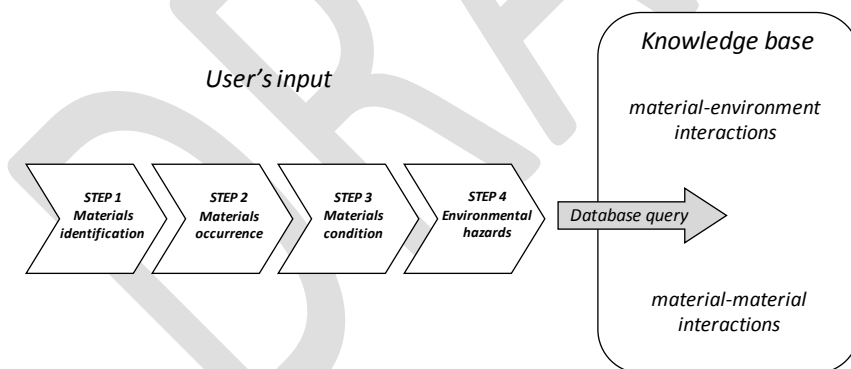 Knowledge base
User's input
material-environment
interactions
STEP 1
Materials
identification
STEP 2
Materials
occurrence
STEP 3
Materials
condition
STEP 4
Environmental
hazards
Database query
material-material
interactions
DRA